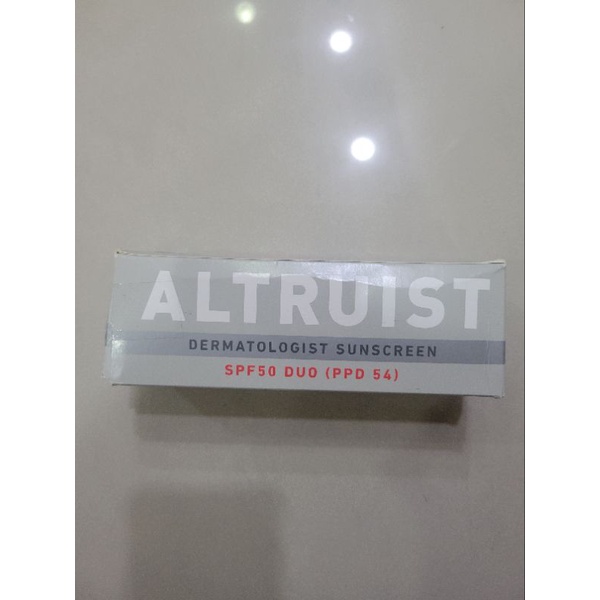 ALTRUIST
DERMATOLOGIST SUNSCREEN
SPF50 DUO (PPD 54)